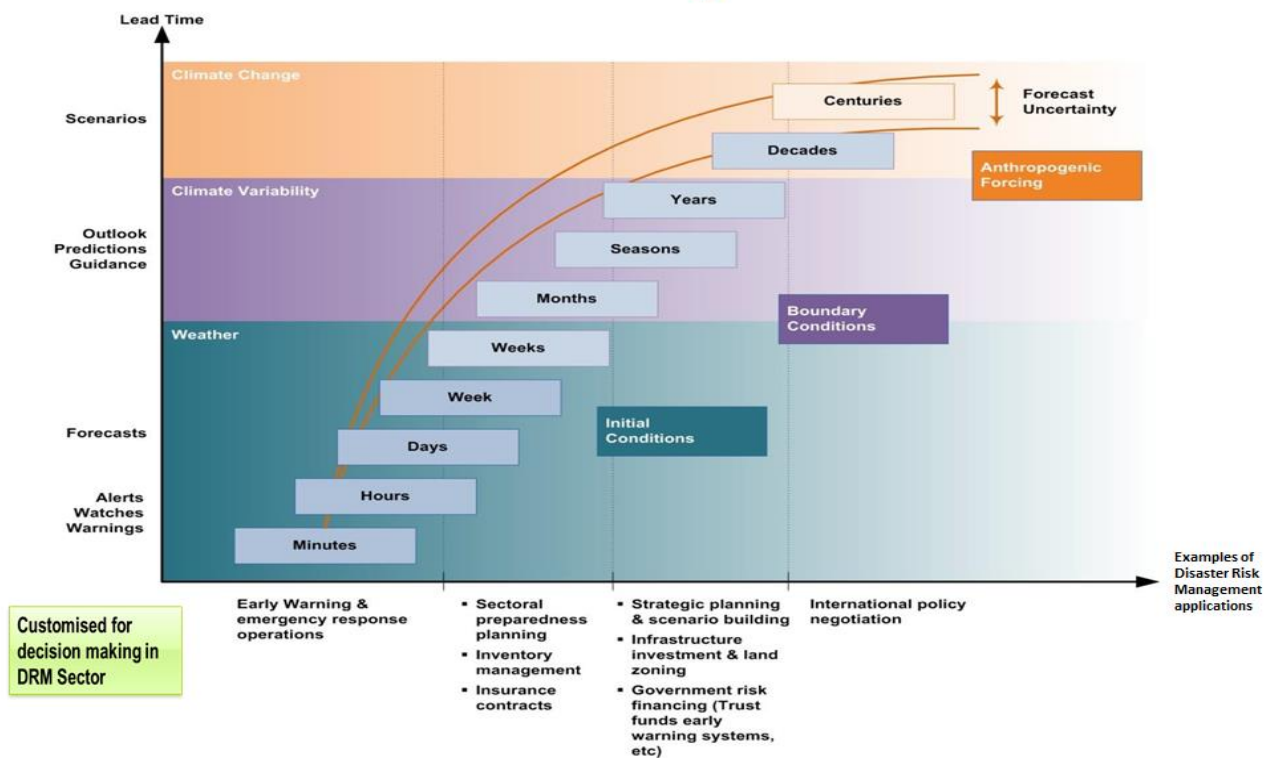 Lead Time
Climate Change
Centuries
Forecast
Uncertainty
Scenarios
Decades
Anthropogenic
Forcing
Climate Variability
Years
Outlook
Predictions
Guidance
Seasons
Months
Boundary
Conditions
Weather
Weeks
Week
Initial
Conditions
Forecasts
Days
Alerts
Watches
Warnings
Hours
Minutes
Examples of
Disaster Risk
Management
applications
Early Warning &
emergency response
operations
▪ Sectoral
preparedness
planning
▪ Inventory
management
▪ Insurance
contracts
▪ Strategic planning
& scenario building
▪ Infrastructure
investment & land
zoning
▪ Government risk
financing (Trust
funds early
warning systems,
etc)
International policy
negotiation
Customised for
decision making in
DRM Sector